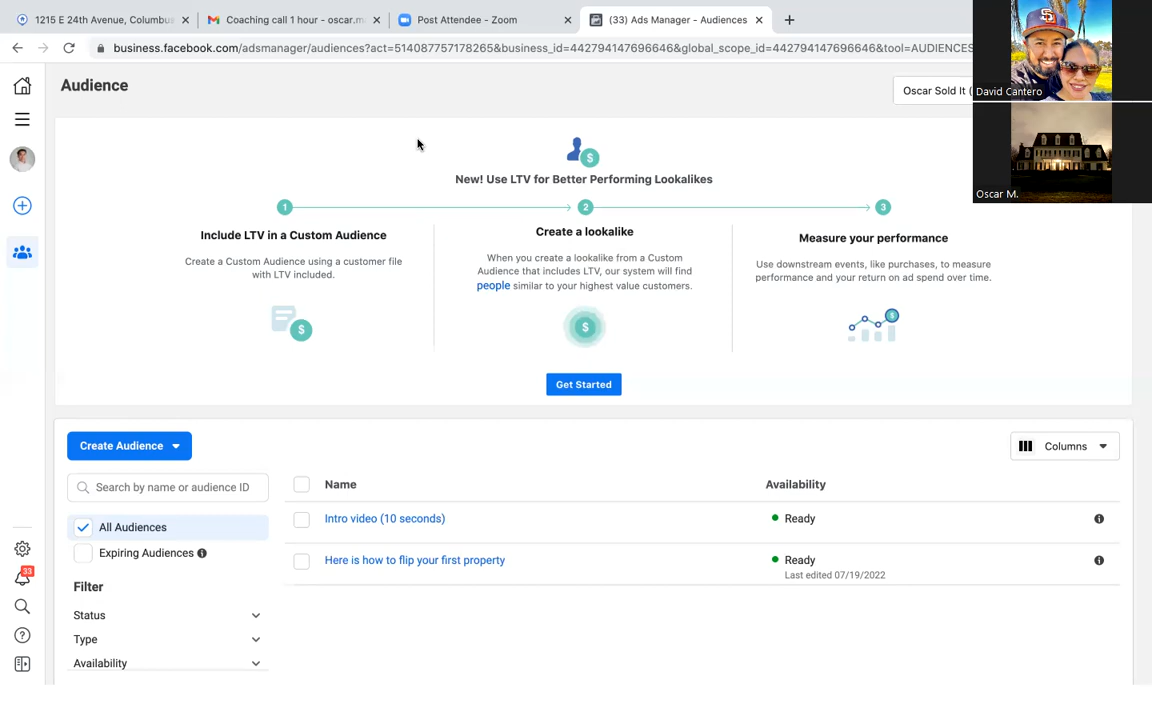 1215 E 24th Avenue, Columbus
Coaching call 1 hour - oscar.m
Post Attendee - Zoom
(33) Ads Manager - Audiences
business.facebook.com/adsmanager/audiences?act=514087757178265&business_id=442794147696646&global_scope_id=442794147696646&tool=AUDIENCES
Audience
Oscar Sold It (
David Cantero
Oscar M.
New! Use LTV for Better Performing Lookalikes
1
2
3
Include LTV in a Custom Audience
Create a Custom Audience using a customer file
with LTV included.
Create a lookalike
When you create a lookalike from a Custom
Audience that includes LTV, our system will find
people similar to your highest value customers.
Measure your performance
Use downstream events, like purchases, to measure
performance and your return on ad spend over time.
Get Started
Create Audience
Columns
Search by name or audience ID
Name
Availability
All Audiences
Intro video (10 seconds)
Ready
Expiring Audiences
Here is how to flip your first property
Ready
Last edited 07/19/2022
Filter
Status
Type
Availability
33